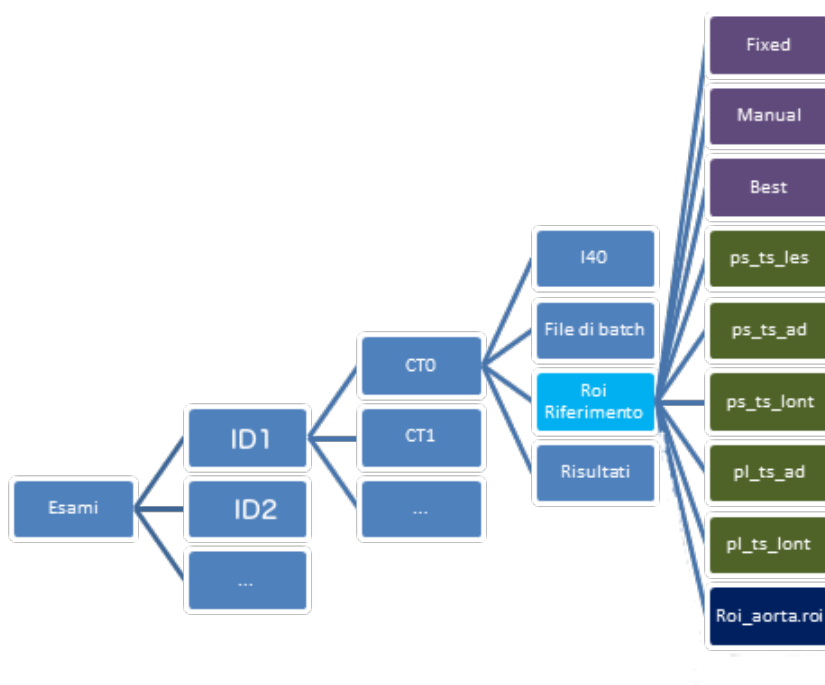 Esami
ID1
ID2
...
CT0
CT1
...
I40
File di batch
Roi
Riferimento
Risultati
Fixed
Manual
Best
ps_ts_les
ps_ts_ad
ps_ts_lont
pl_ts_ad
pl_ts_lont
Roi_aorta.roi